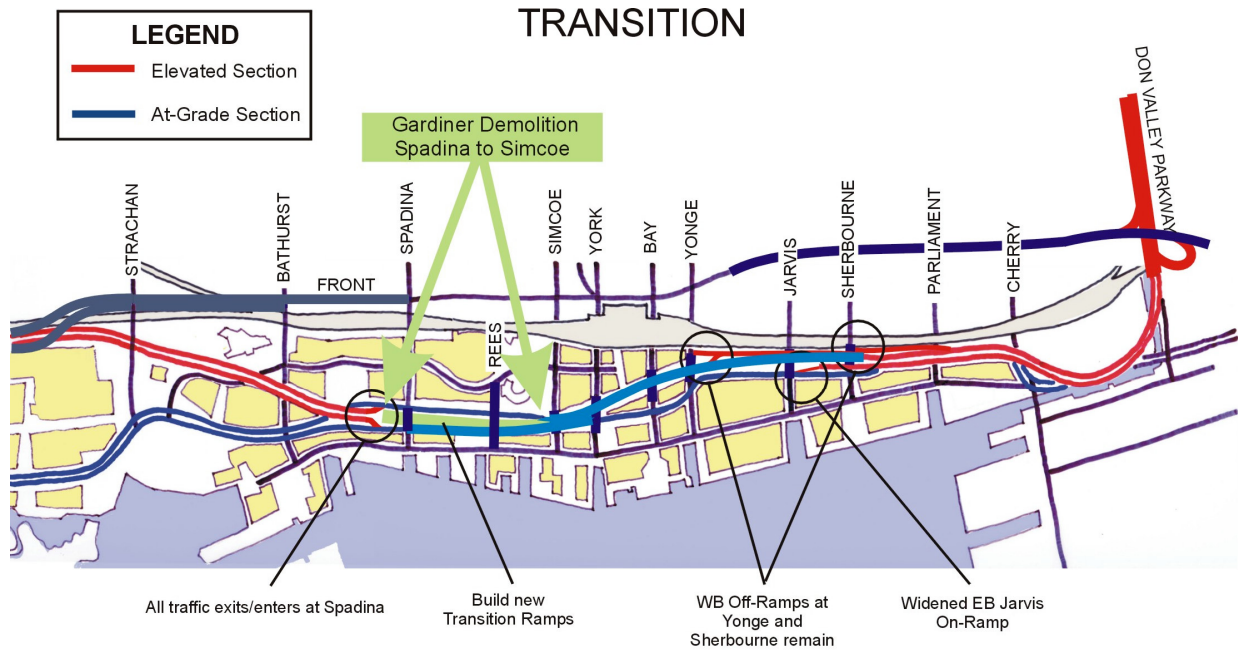 TRANSITION
LEGEND
Elevated Section
At-Grade Section
Gardiner Demolition
Spadina to Simcoe
DON VALLEY PARKWAY
STRACHAN
BATHURST
SPADINA
SIMCOE
YORK
BAY
YONGE
JARVIS
SHERBOURNE
PARLIAMENT
CHERRY
FRONT
REES
All traffic exits/enters at Spadina
Build new
Transition Ramps
WB Off-Ramps at
Yonge and
Sherbourne remain
Widened EB Jarvis
On-Ramp